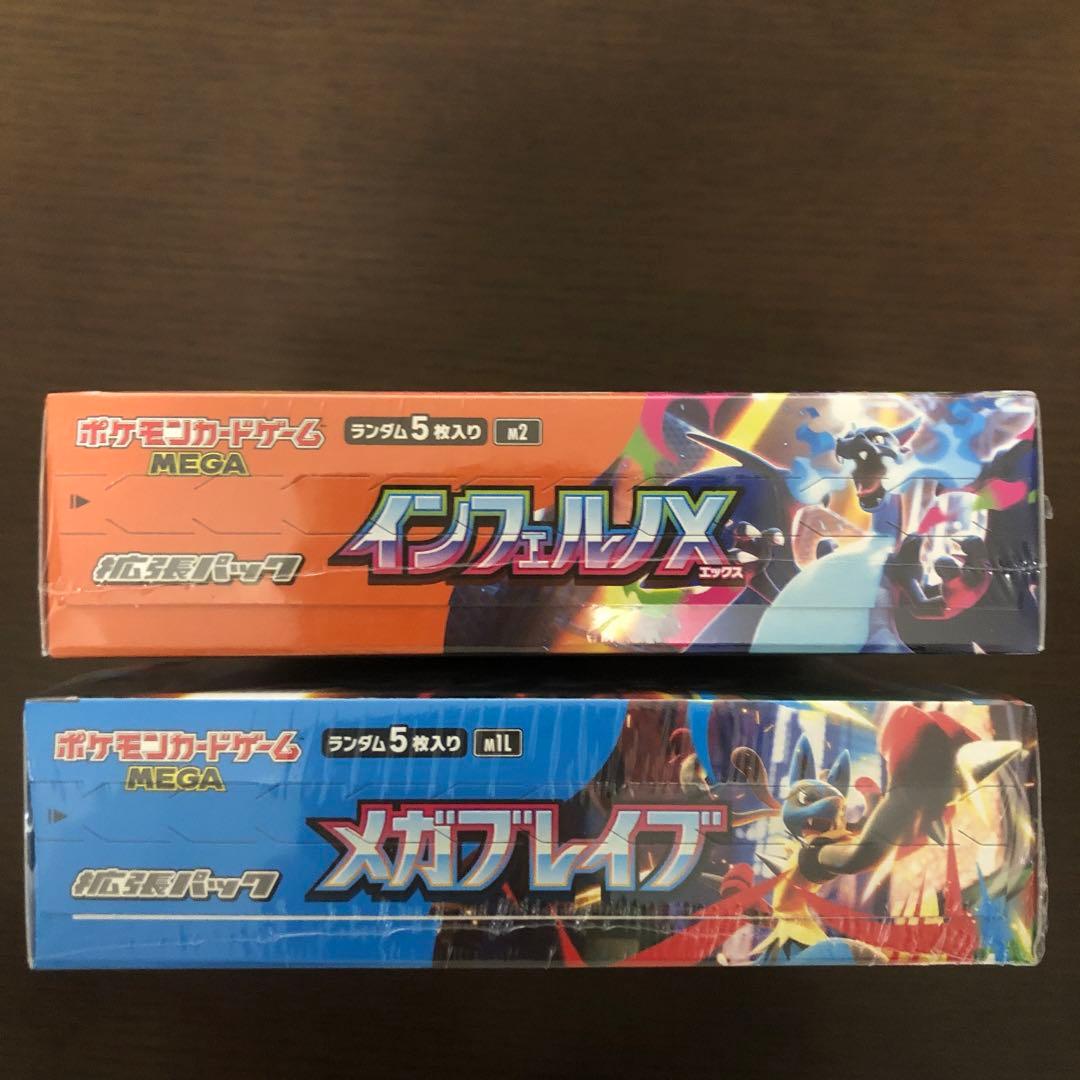 ポケモンカードゲーム ランダム5枚入り M2
MEGA
インフェルノX
エックス
拡張パック
ポケモンカードゲーム ランダム5枚入り M1L
MEGA
メガブレイブ
拡張パック